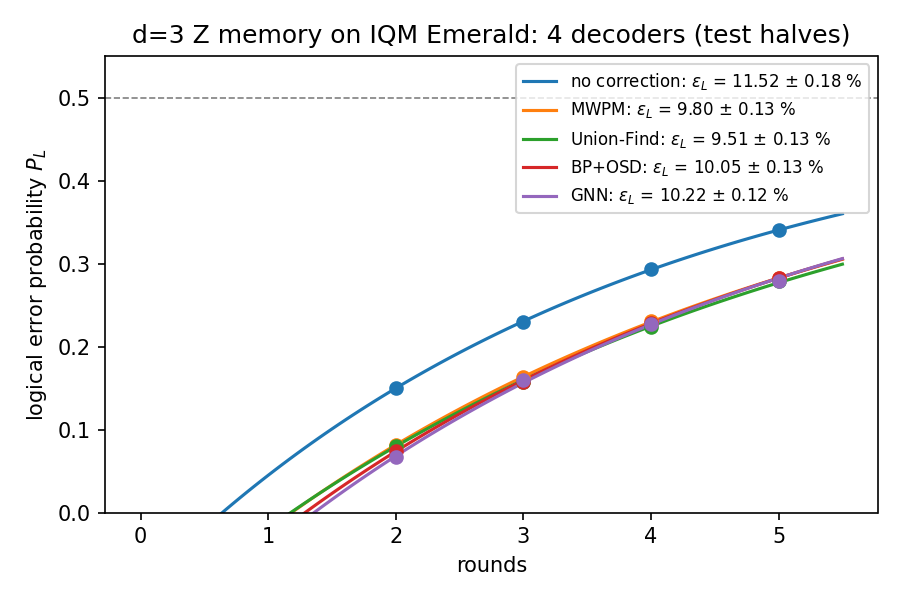 d=3 Z memory on IQM Emerald: 4 decoders (test halves)
no correction: ε_L = 11.52 ± 0.18 %
MWPM: ε_L = 9.80 ± 0.13 %
Union-Find: ε_L = 9.51 ± 0.13 %
BP+OSD: ε_L = 10.05 ± 0.13 %
GNN: ε_L = 10.22 ± 0.12 %
logical error probability P_L
0.5
0.4
0.3
0.2
0.1
0.0
0 1 2 3 4 5
rounds